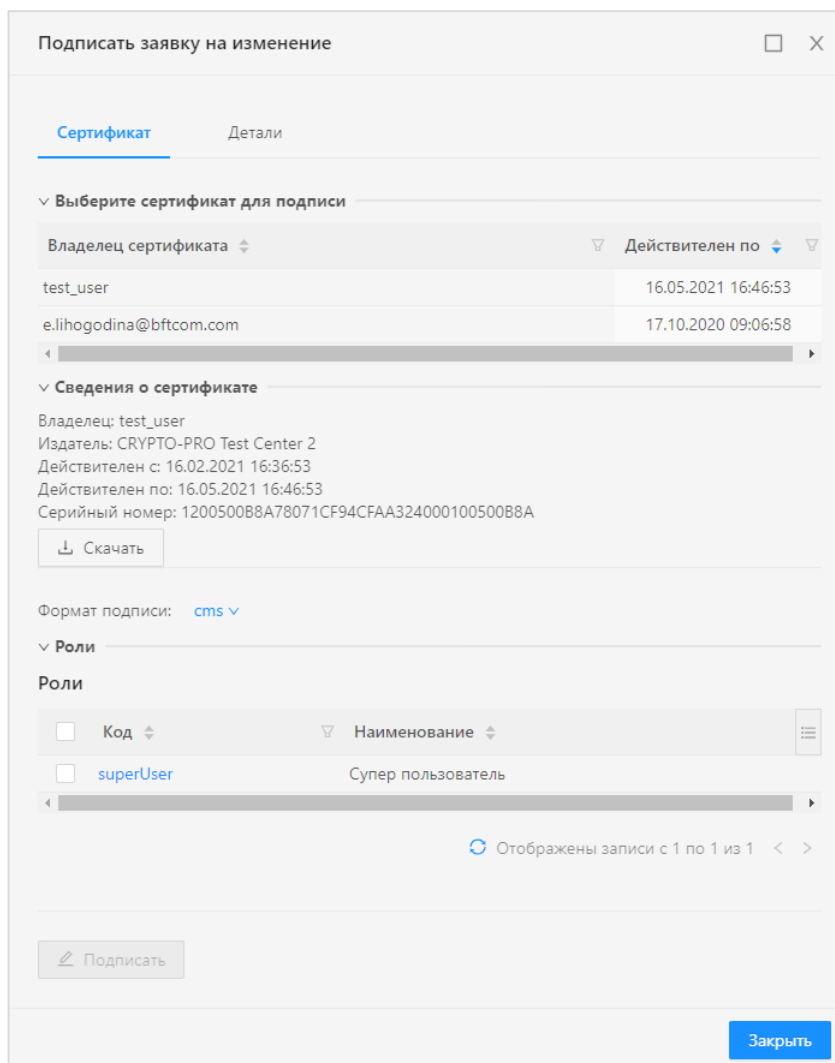 Подписать заявку на изменение
Сертификат Детали
Выберите сертификат для подписи
Владелец сертификата Действителен по
test_user 16.05.2021 16:46:53
e.lihogodina@bftcom.com 17.10.2020 09:06:58
Сведения о сертификате
Владелец: test_user
Издатель: CRYPTO-PRO Test Center 2
Действителен с: 16.02.2021 16:36:53
Действителен по: 16.05.2021 16:46:53
Серийный номер: 1200500B8A78071CF94CFAA324000100500B8A
Скачать
Формат подписи: cms
Роли
Роли
Код Наименование
superUser Супер пользователь
Отображены записи с 1 по 1 из 1
Подписать
Закрыть